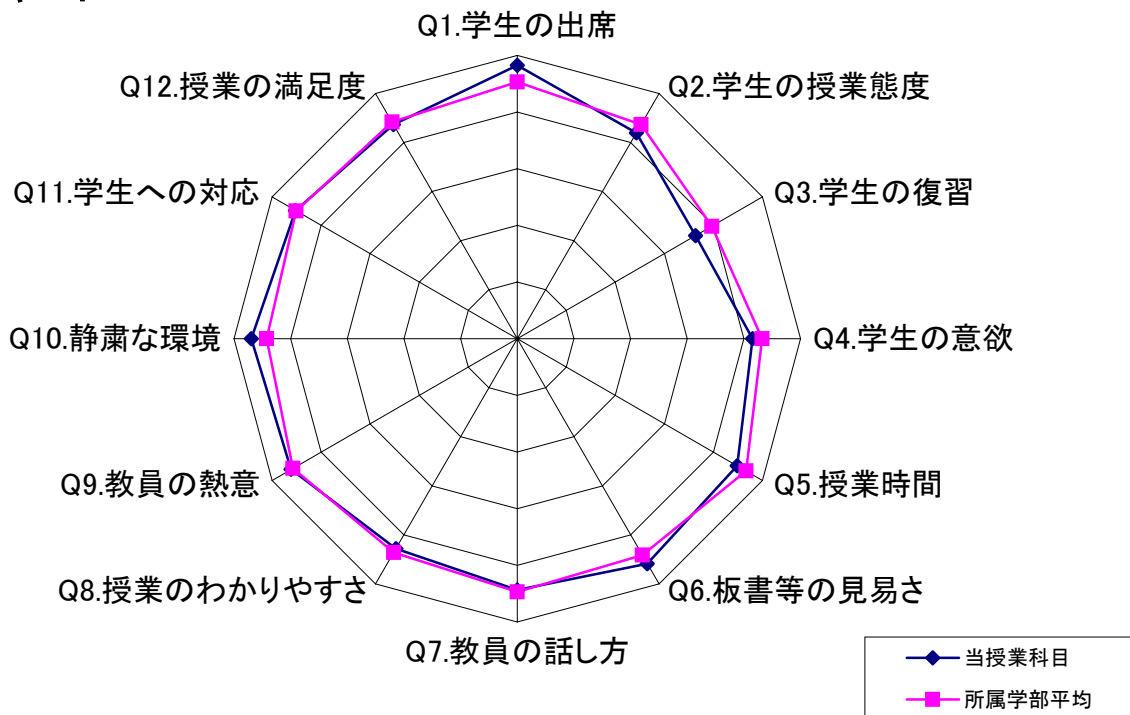 Q1.学生の出席
Q2.学生の授業態度
Q3.学生の復習
Q4.学生の意欲
Q5.授業時間
Q6.板書等の見易さ
Q7.教員の話し方
Q8.授業のわかりやすさ
Q9.教員の熱意
Q10.静粛な環境
Q11.学生への対応
Q12.授業の満足度
当授業科目
所属学部平均